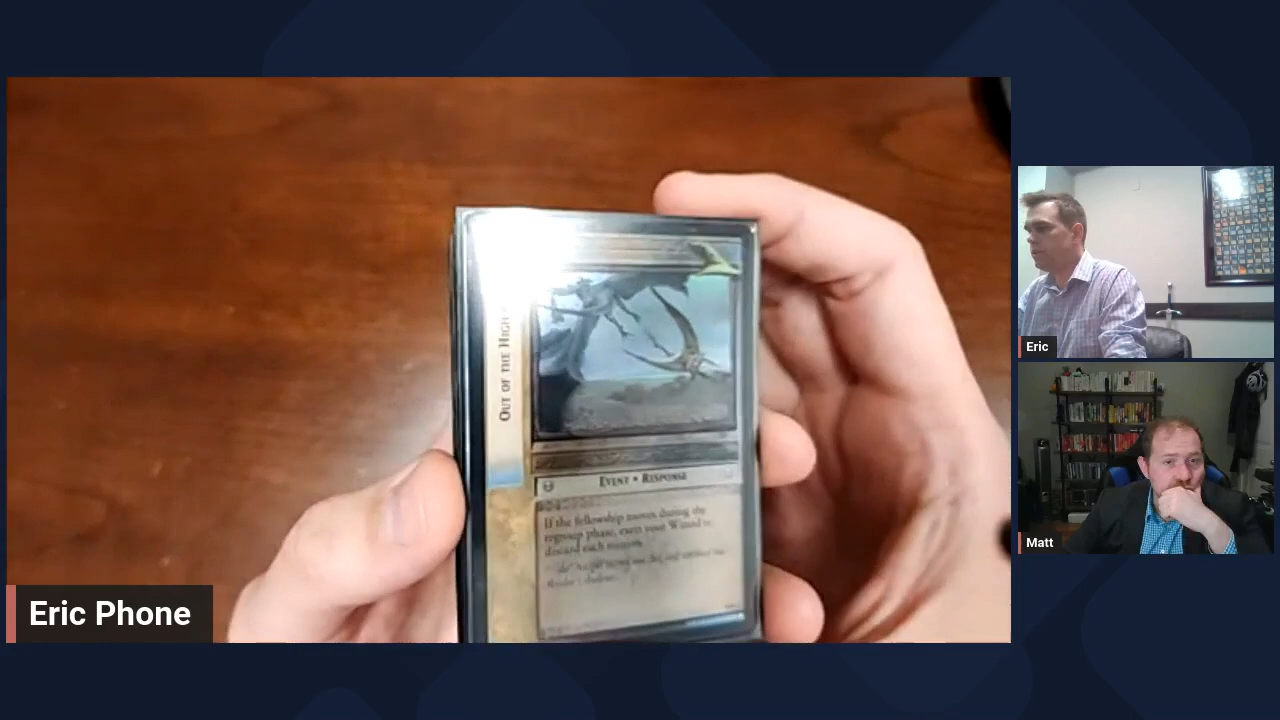 OUT OF THE HIGH
EVENT • RESPONSE
If the fellowship moves during the
regroup phase, exert your Wizard to
discard each minion.
Eric Phone
Eric
Matt